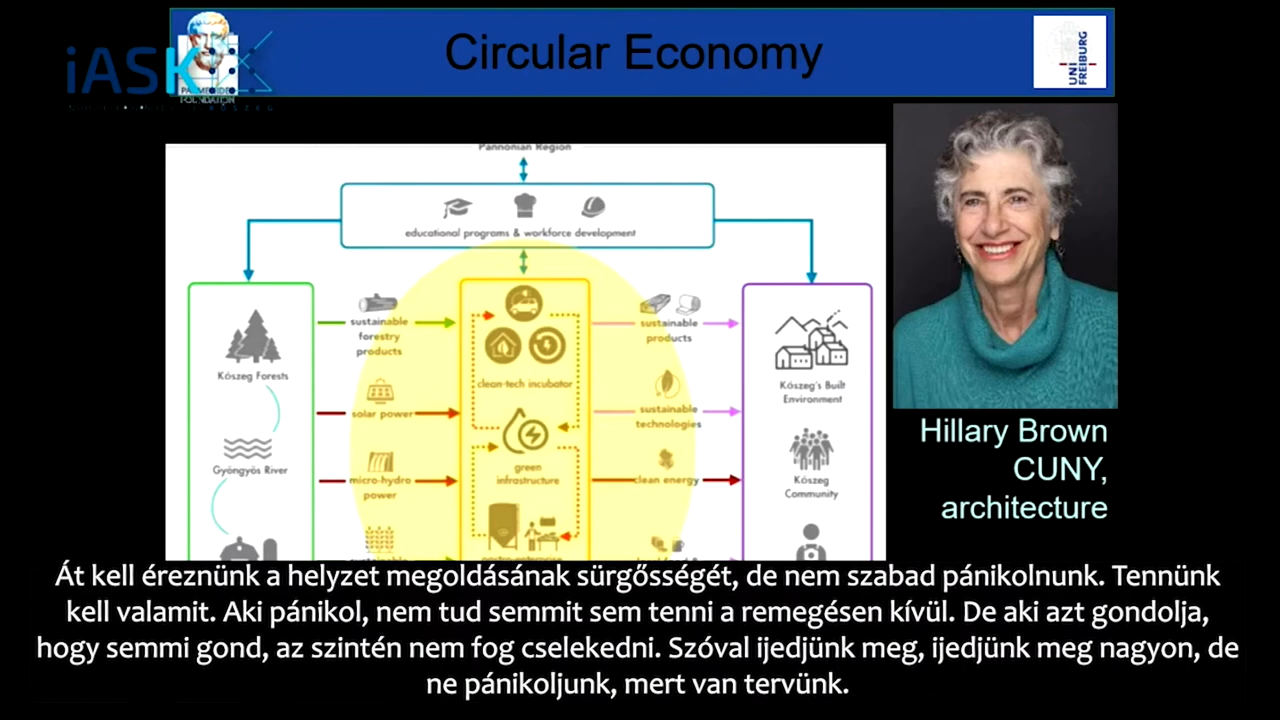 iASK
Circular Economy
FOUNDATION
UNI
FREIBURG
Pannonian Region
educational programs & workforce development
sustainable
forestry
products
sustainable
products
Kőszeg Forests
clean-tech incubator
Kőszeg's Built
Environment
solar power
sustainable
technologies
Gyöngyös River
green
infrastructure
micro-hydro
power
clean energy
Kőszeg
Community
Hillary Brown
CUNY,
architecture
Át kell éreznünk a helyzet megoldásának sürgősségét, de nem szabad pánikolnunk. Tennünk
kell valamit. Aki pánikol, nem tud semmit sem tenni a remegésen kívül. De aki azt gondolja,
hogy semmi gond, az szintén nem fog cselekedni. Szóval ijedjünk meg, ijedjünk meg nagyon, de
ne pánikoljunk, mert van tervünk.